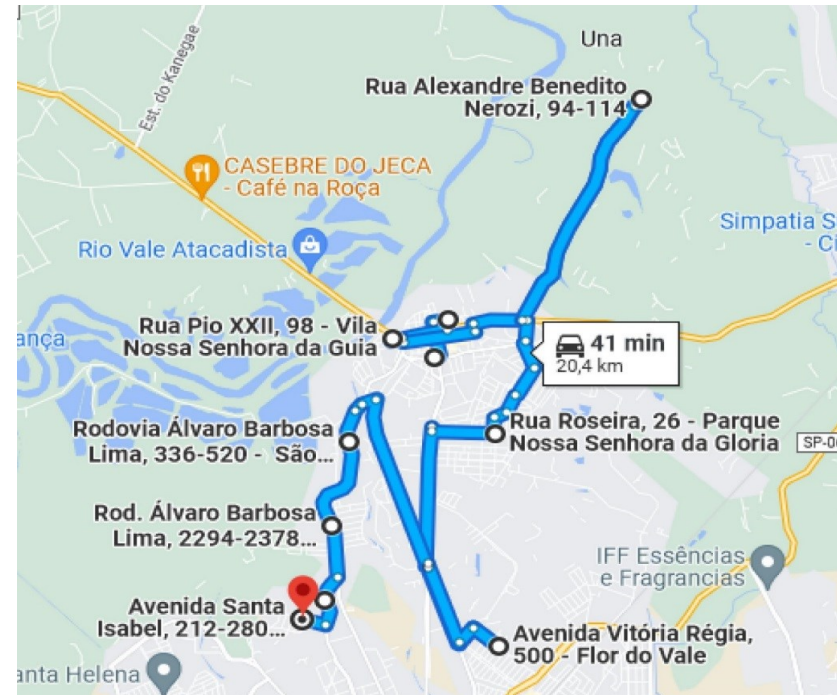 Una
Est. do Kanegae
Rua Alexandre Benedito
Nerozi, 94-114
CASEBRE DO JECA
- Café na Roça
Simpatia S
- Ci
Rio Vale Atacadista
Rua Pio XXII, 98 - Vila
Nossa Senhora da Guia
ança
41 min
20,4 km
Rodovia Álvaro Barbosa
Lima, 336-520 - São...
Rua Roseira, 26 - Parque
Nossa Senhora da Gloria
SP-06
Rod. Álvaro Barbosa
Lima, 2294-2378...
IFF Essências
e Fragrancias
Avenida Santa
Isabel, 212-280...
Avenida Vitória Régia,
500 - Flor do Vale
anta Helena